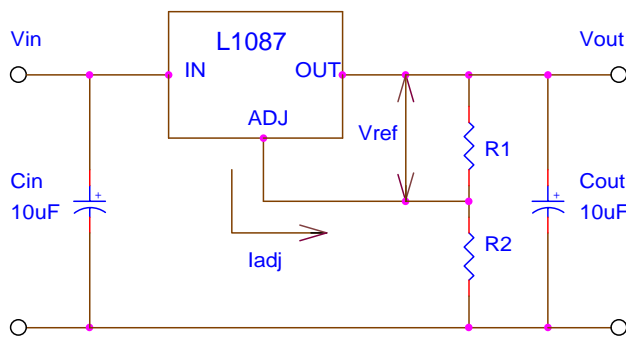 Vin
L1087
Vout
IN
OUT
ADJ
Vref
R1
Cin
+
10uF
Cout
+
10uF
Iadj
R2